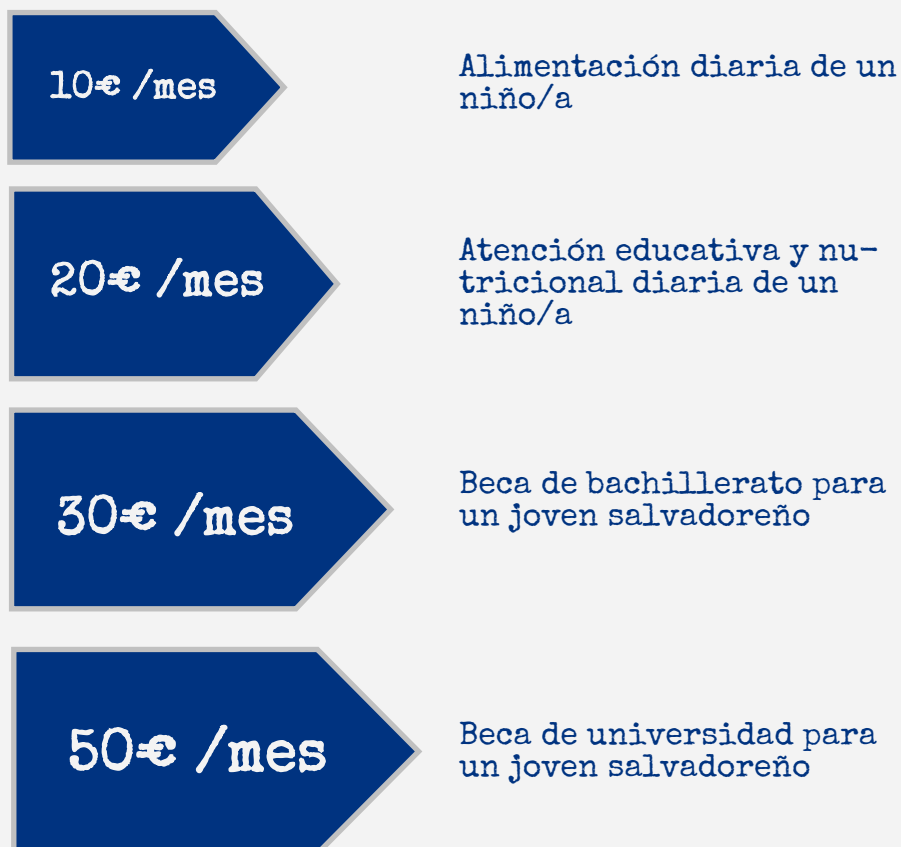 10€ /mes
Alimentación diaria de un
niño/a
20€ /mes
Atención educativa y nu-
tricional diaria de un
niño/a
30€ /mes
Beca de bachillerato para
un joven salvadoreño
50€ /mes
Beca de universidad para
un joven salvadoreño